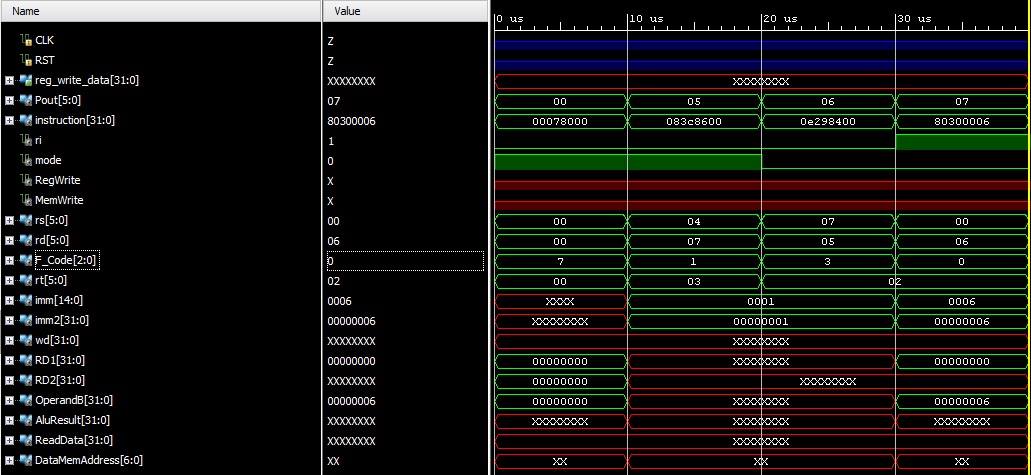 Name Value 0 us 10 us 20 us 30 us
CLK Z
RST Z
reg_write_data[31:0] XXXXXXXX XXXXXXXX
Pout[5:0] 07 00 05 06 07
instruction[31:0] 80300006 00078000 083c8600 0e298400 80300006
ri 1
mode 0
RegWrite X
MemWrite X
rs[5:0] 00 00 04 07 00
rd[5:0] 06 00 07 05 06
F_Code[2:0] 0 7 1 3 0
rt[5:0] 02 00 03 02
imm[14:0] 0006 XXXX 0001 0006
imm2[31:0] 00000006 XXXXXXXX 00000001 00000006
wd[31:0] XXXXXXXX XXXXXXXX
RD1[31:0] 00000000 00000000 XXXXXXXX 00000000
RD2[31:0] XXXXXXXX 00000000 XXXXXXXX
OperandB[31:0] 00000006 00000000 XXXXXXXX 00000006
AluResult[31:0] XXXXXXXX XXXXXXXX XXXXXXXX XXXXXXXX
ReadData[31:0] XXXXXXXX XXXXXXXX
DataMemAddress[6:0] XX XX XX XX